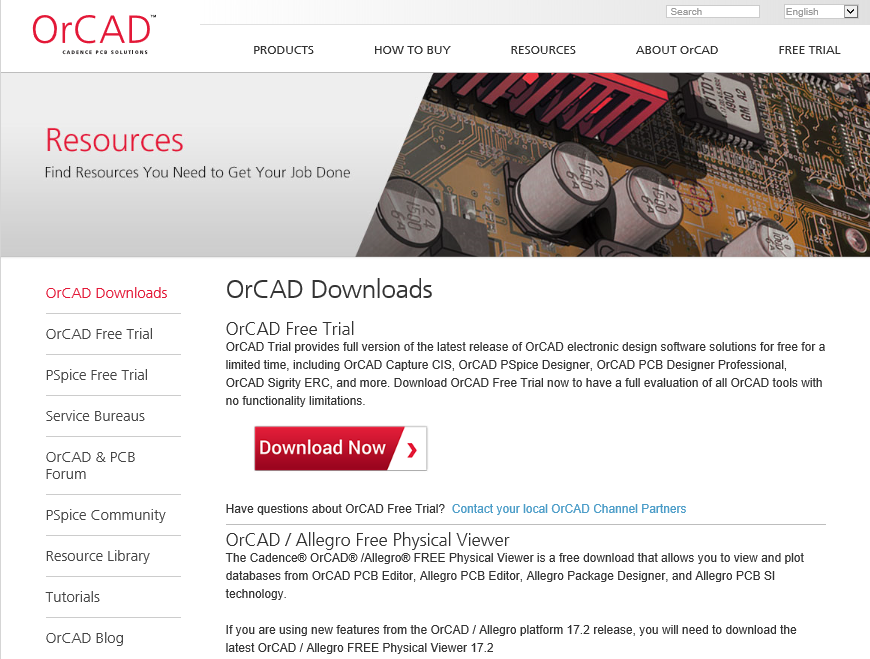 OrCAD™
CADENCE PCB SOLUTIONS
Search
English
PRODUCTS HOW TO BUY RESOURCES ABOUT OrCAD FREE TRIAL
Resources
Find Resources You Need to Get Your Job Done
OrCAD Downloads
OrCAD Free Trial
PSpice Free Trial
Service Bureaus
OrCAD & PCB
Forum
PSpice Community
Resource Library
Tutorials
OrCAD Blog
OrCAD Downloads
OrCAD Free Trial
OrCAD Trial provides full version of the latest release of OrCAD electronic design software solutions for free for a
limited time, including OrCAD Capture CIS, OrCAD PSpice Designer, OrCAD PCB Designer Professional,
OrCAD Sigrity ERC, and more. Download OrCAD Free Trial now to have a full evaluation of all OrCAD tools with
no functionality limitations.
Download Now
Have questions about OrCAD Free Trial? Contact your local OrCAD Channel Partners
OrCAD / Allegro Free Physical Viewer
The Cadence® OrCAD® /Allegro® FREE Physical Viewer is a free download that allows you to view and plot
databases from OrCAD PCB Editor, Allegro PCB Editor, Allegro Package Designer, and Allegro PCB SI
technology.
If you are using new features from the OrCAD / Allegro platform 17.2 release, you will need to download the
latest OrCAD / Allegro FREE Physical Viewer 17.2